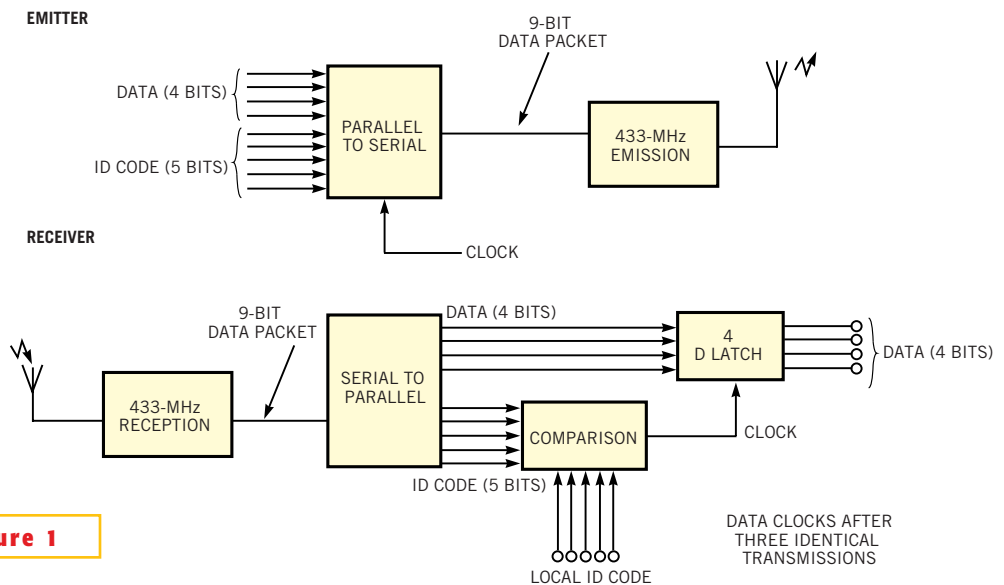 EMITTER
9-BIT
DATA PACKET
DATA (4 BITS)
PARALLEL
TO SERIAL
433-MHz
EMISSION
ID CODE (5 BITS)
CLOCK
RECEIVER
9-BIT
DATA PACKET
DATA (4 BITS)
4
D LATCH
DATA (4 BITS)
SERIAL TO
PARALLEL
433-MHz
RECEPTION
COMPARISON
CLOCK
ID CODE (5 BITS)
ure 1
DATA CLOCKS AFTER
THREE IDENTICAL
TRANSMISSIONS
LOCAL ID CODE